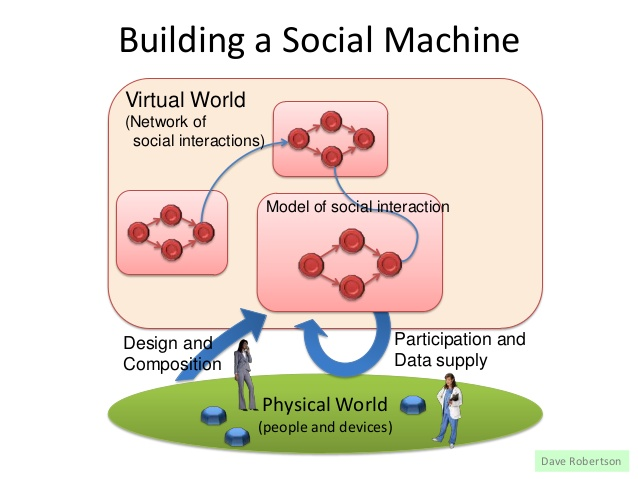 Building a Social Machine
Virtual World
(Network of
social interactions)
Model of social interaction
Design and
Composition
Participation and
Data supply
Physical World
(people and devices)
Dave Robertson